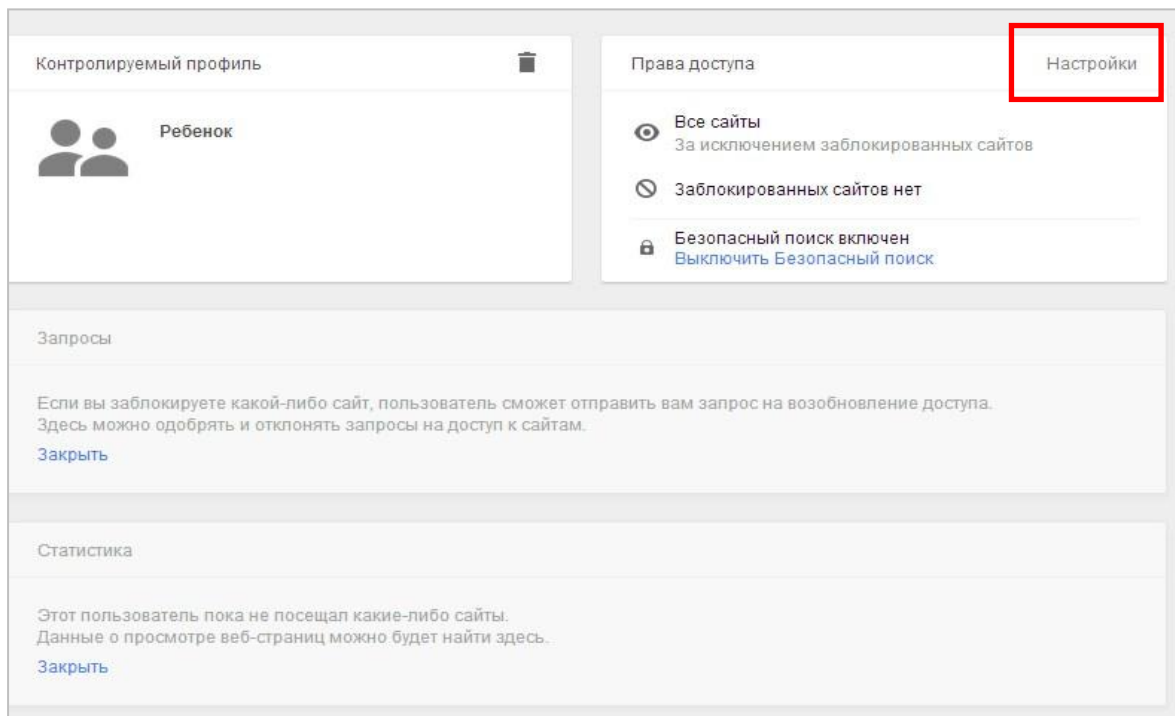 Контролируемый профиль
Ребенок
Права доступа
Настройки
Все сайты
За исключением заблокированных сайтов
Заблокированных сайтов нет
Безопасный поиск включен
Выключить Безопасный поиск
Запросы
Если вы заблокируете какой-либо сайт, пользователь сможет отправить вам запрос на возобновление доступа.
Здесь можно одобрять и отклонять запросы на доступ к сайтам.
Закрыть
Статистика
Этот пользователь пока не посещал какие-либо сайты.
Данные о просмотре веб-страниц можно будет найти здесь.
Закрыть